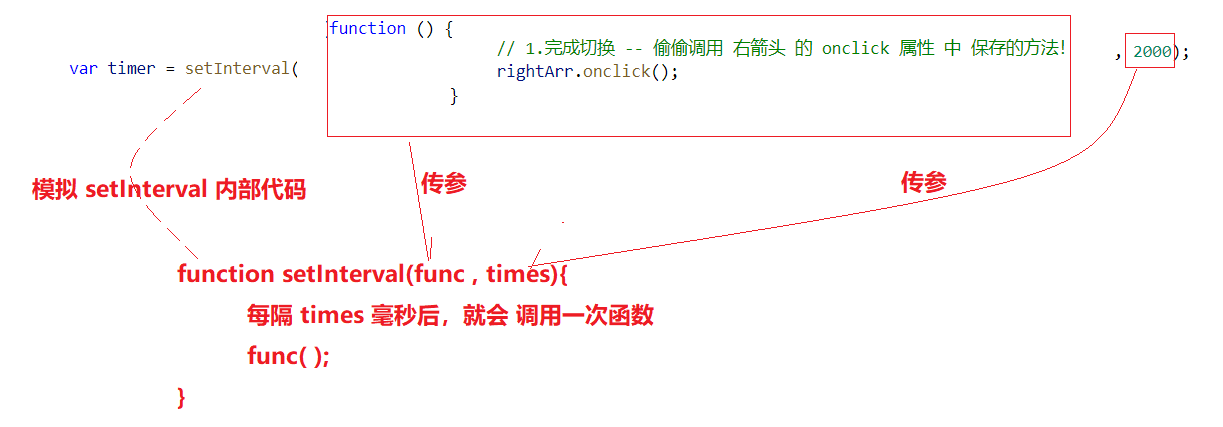 function () {
// 1.完成切换 -- 偷偷调用 右箭头 的 onclick 属性 中 保存的方法!
var timer = setInterval( rightArr.onclick(); , 2000);
}
模拟 setInterval 内部代码
传参
传参
function setInterval(func , times){
每隔 times 毫秒后，就会 调用一次函数
func( );
}